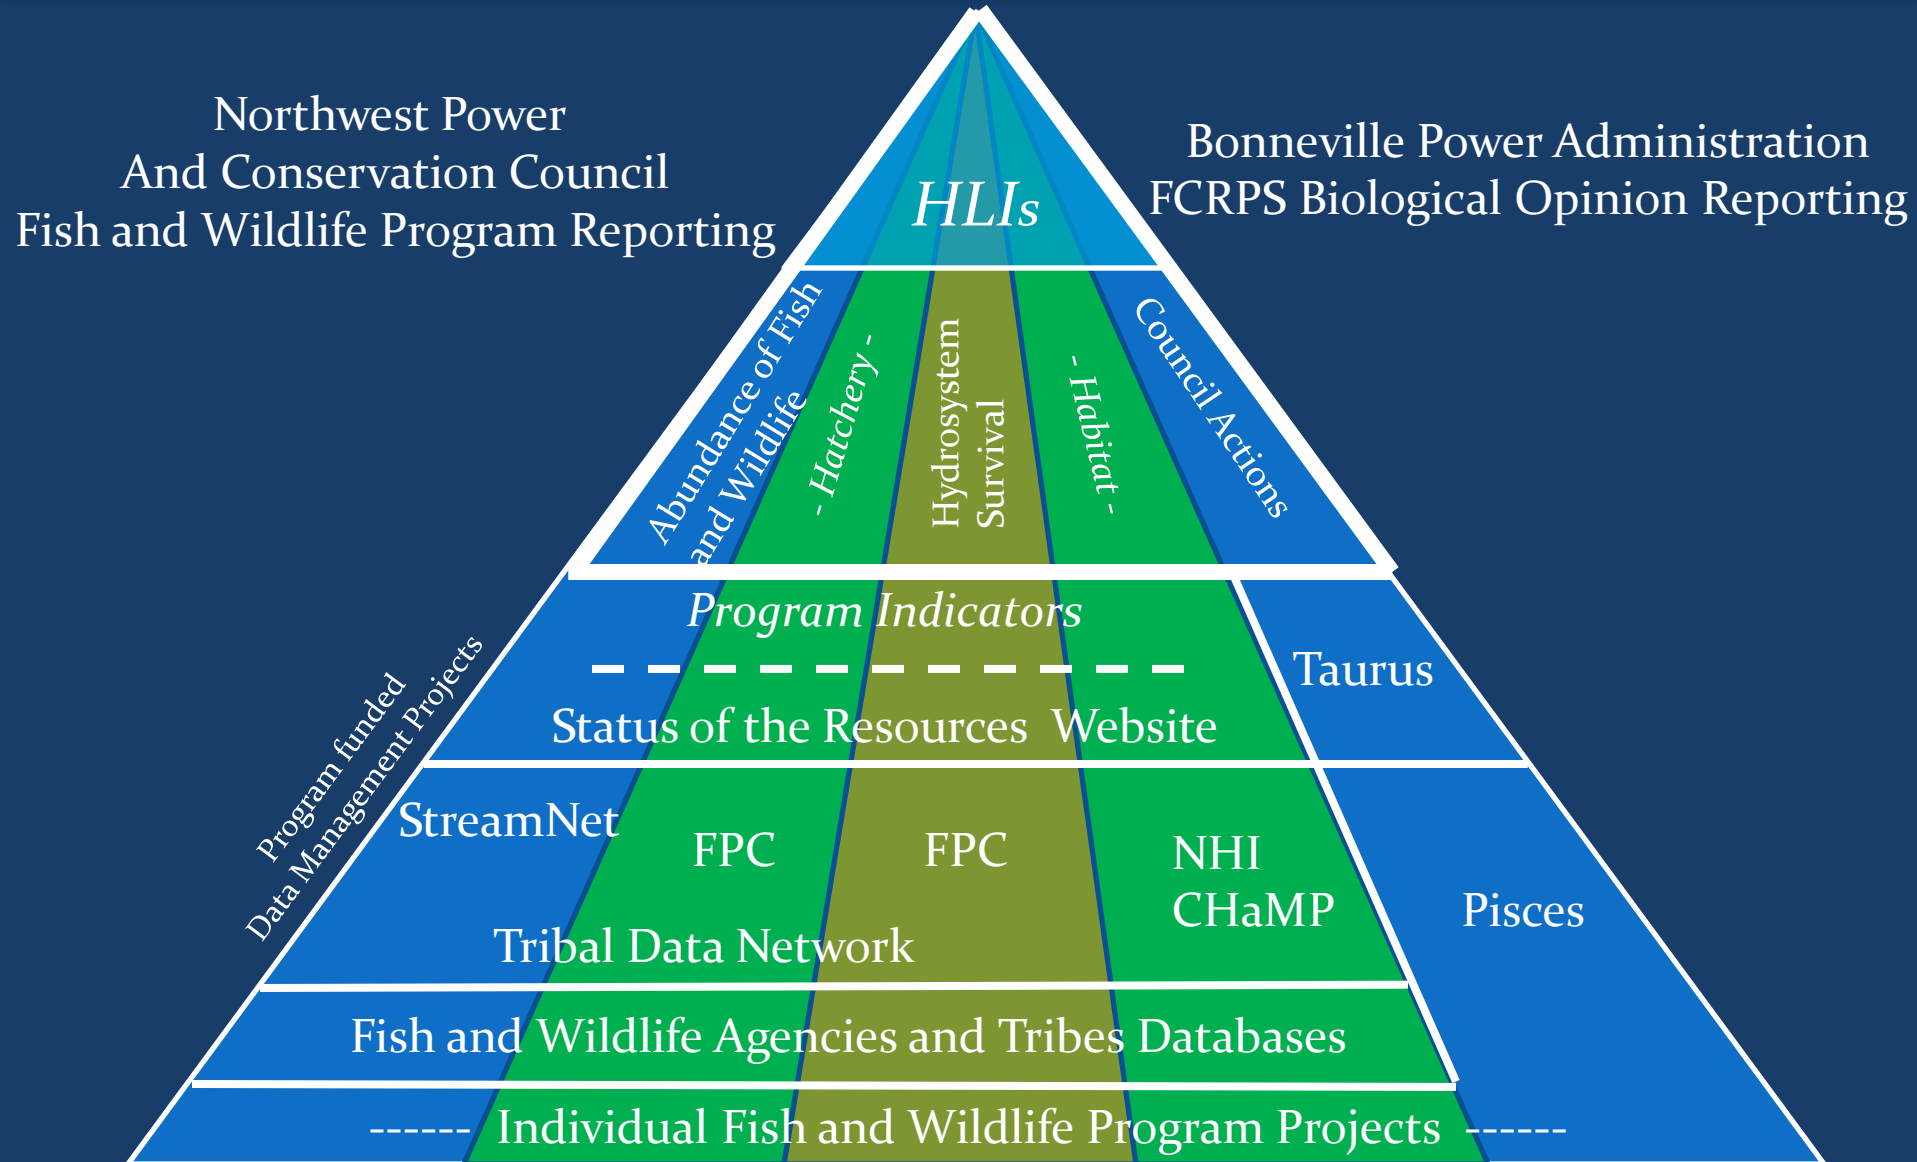 Northwest Power
And Conservation Council
Fish and Wildlife Program Reporting
Bonneville Power Administration
FCRPS Biological Opinion Reporting
HLIs
Abundance of Fish
and Wildlife
- Hatchery -
Hydrosystem
Survival
- Habitat -
Council Actions
Program Indicators
Status of the Resources Website
Taurus
Program funded
Data Management Projects
StreamNet
FPC
FPC
NHI
CHaMP
Pisces
Tribal Data Network
Fish and Wildlife Agencies and Tribes Databases
------ Individual Fish and Wildlife Program Projects ------